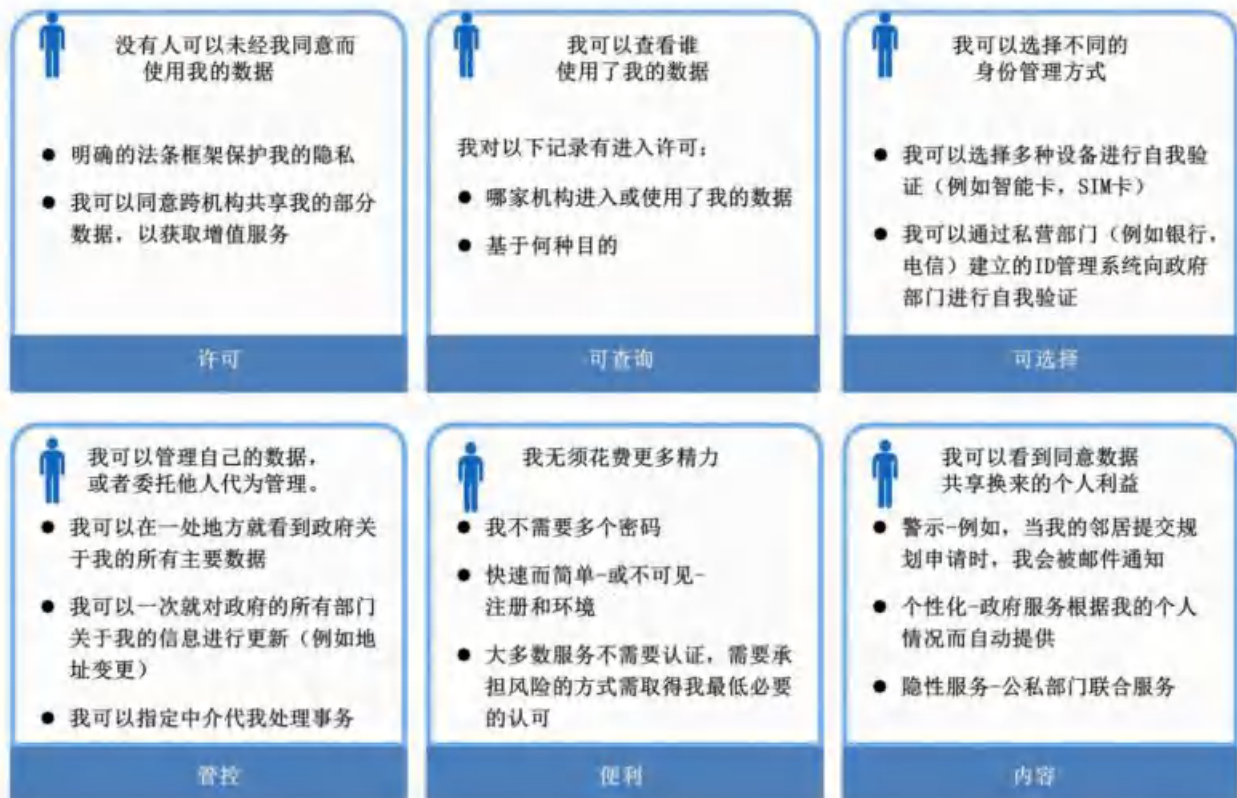 没有人可以未经我同意而
使用我的数据
● 明确的法条框架保护我的隐私
● 我可以同意跨机构共享我的部分
数据，以获取增值服务
许可
我可以查看谁
使用了我的数据
我对以下记录有进入许可：
● 哪家机构进入或使用了我的数据
● 基于何种目的
可查询
我可以选择不同的
身份管理方式
● 我可以选择多种设备进行自我验
证（例如智能卡，SIM卡）
● 我可以通过私营部门（例如银行，
电信）建立的ID管理系统向政府
部门进行自我验证
可选择
我可以管理自己的数据，
或者委托他人代为管理。
● 我可以在一处地方就看到政府关
于我的所有主要数据
● 我可以一次就对政府的所有部门
关于我的信息进行更新（例如地
址变更）
● 我可以指定中介代我处理事务
管控
我无须花费更多精力
● 我不需要多个密码
● 快速而简单-或不可见-
注册和环境
● 大多数服务不需要认证，需要承
担风险的方式需取得我最低必要
的认可
便利
我可以看到同意数据
共享换来的个人利益
● 警示-例如，当我的邻居提交规
划申请时，我会被邮件通知
● 个性化-政府服务根据我的个人
情况而自动提供
● 隐性服务-公私部门联合服务
内容